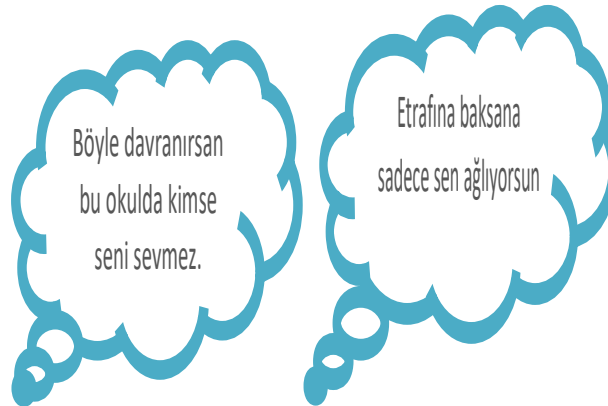 Böyle davranırsan
bu okulda kimse
seni sevmez.
Etrafına baksana
sadece sen ağlıyorsun